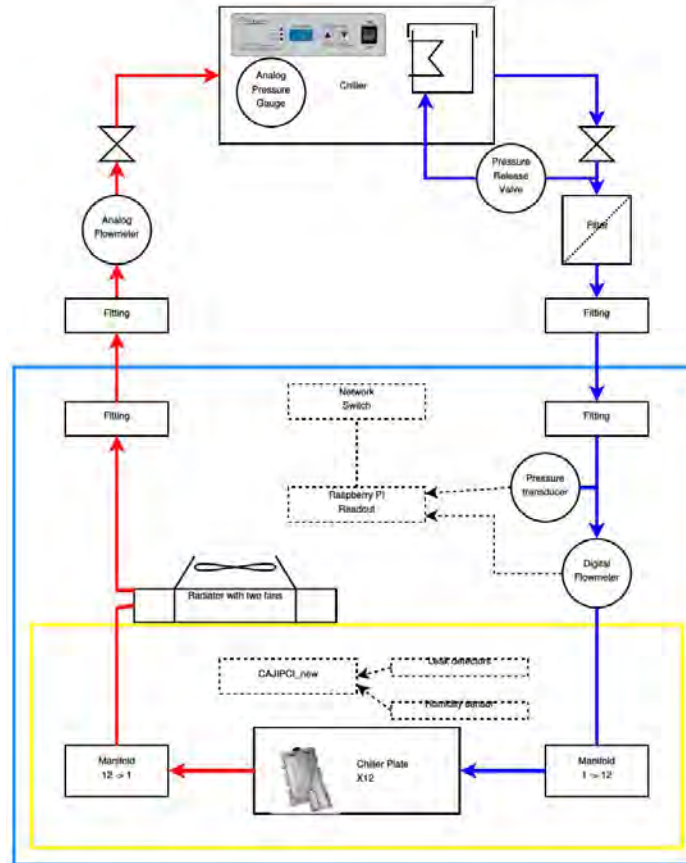 Analog
Pressure
Gauge
Chiller
Pressure
Release
Valve
Analog
Flowmeter
Filter
Fitting
Fitting
Network
Switch
Fitting
Fitting
Pressure
transducer
Raspberry PI
Readout
Digital
Flowmeter
Radiator with two fans
CAJIPCI_new
Leak detectors
Humidity sensor
Manifold
12 -> 1
Chiller Plate
X12
Manifold
1 -> 12